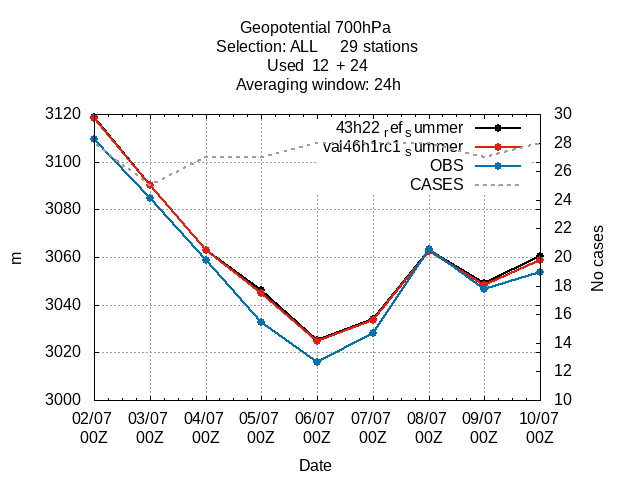 Geopotential 700hPa
Selection: ALL 29 stations
Used 12 + 24
Averaging window: 24h
3120
3100
3080
3060
3040
3020
3000
m
30
28
26
24
22
20
18
16
14
12
10
No cases
43h22_ref_summer
val46h1rc1_summer
OBS
CASES
02/07 03/07 04/07 05/07 06/07 07/07 08/07 09/07 10/07
00Z 00Z 00Z 00Z 00Z 00Z 00Z 00Z 00Z
Date